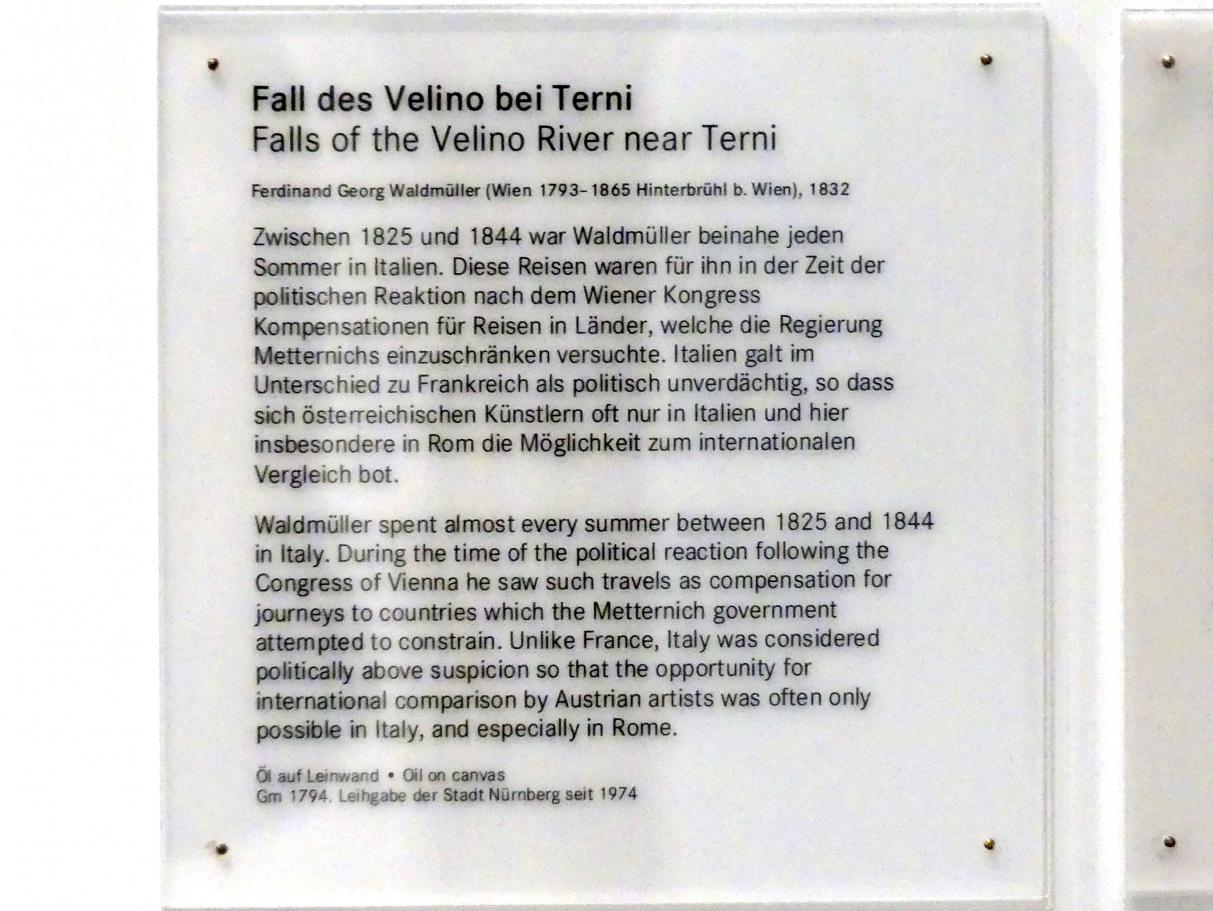 Fall des Velino bei Terni
Falls of the Velino River near Terni
Ferdinand Georg Waldmüller (Wien 1793–1865 Hinterbrühl b. Wien), 1832
Zwischen 1825 und 1844 war Waldmüller beinahe jeden
Sommer in Italien. Diese Reisen waren für ihn in der Zeit der
politischen Reaktion nach dem Wiener Kongress
Kompensationen für Reisen in Länder, welche die Regierung
Metternichs einzuschränken versuchte. Italien galt im
Unterschied zu Frankreich als politisch unverdächtig, so dass
sich österreichischen Künstlern oft nur in Italien und hier
insbesondere in Rom die Möglichkeit zum internationalen
Vergleich bot.
Waldmüller spent almost every summer between 1825 and 1844
in Italy. During the time of the political reaction following the
Congress of Vienna he saw such travels as compensation for
journeys to countries which the Metternich government
attempted to constrain. Unlike France, Italy was considered
politically above suspicion so that the opportunity for
international comparison by Austrian artists was often only
possible in Italy, and especially in Rome.
Öl auf Leinwand • Oil on canvas
Gm 1794. Leihgabe der Stadt Nürnberg seit 1974